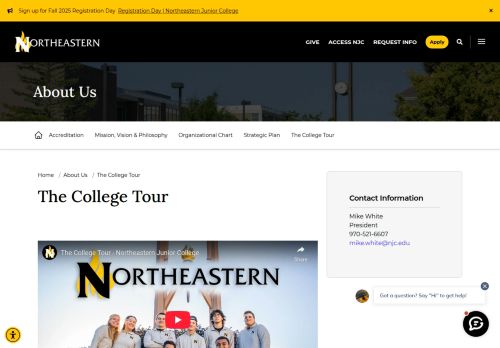 Sign up for Fall 2025 Registration Day Registration Day | Northeastern Junior College ×
NORTHEASTERN GIVE ACCESS NJC REQUEST INFO Apply
About Us
Accreditation Mission, Vision & Philosophy Organizational Chart Strategic Plan The College Tour
Home / About Us / The College Tour
The College Tour
Contact Information
Mike White
President
970-521-6607
mike.white@njc.edu
The College Tour - Northeastern Junior College
Share
NORTHEASTERN
Got a question? Say "Hi" to get help!